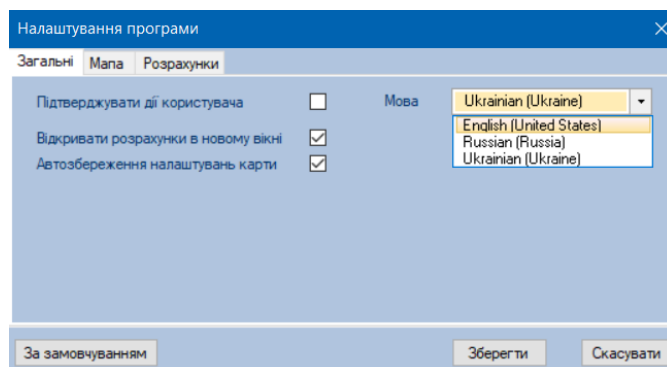 Налаштування програми
Загальні Мапа Розрахунки
Підтверджувати дії користувача Мова Ukrainian (Ukraine)
English (United States)
Відкривати розрахунки в новому вікні Russian (Russia)
Автозбереження налаштувань карти Ukrainian (Ukraine)
За замовчуванням Зберегти Скасувати